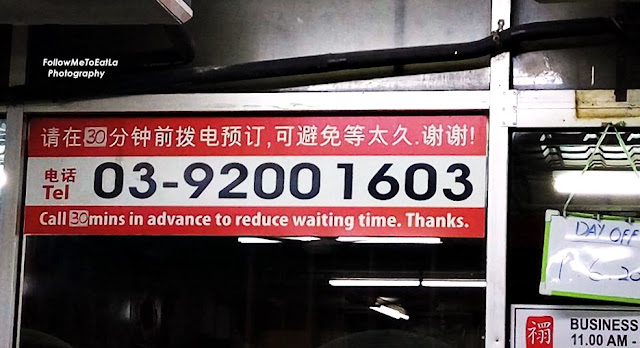 FollowMeToEatLa
Photography
请在30分钟前拨电预订,可避免等太久.谢谢!
电话
Tel 03-92001603
Call 30mins in advance to reduce waiting time. Thanks.
DAY OFF
BUSINESS
11.00 AM -